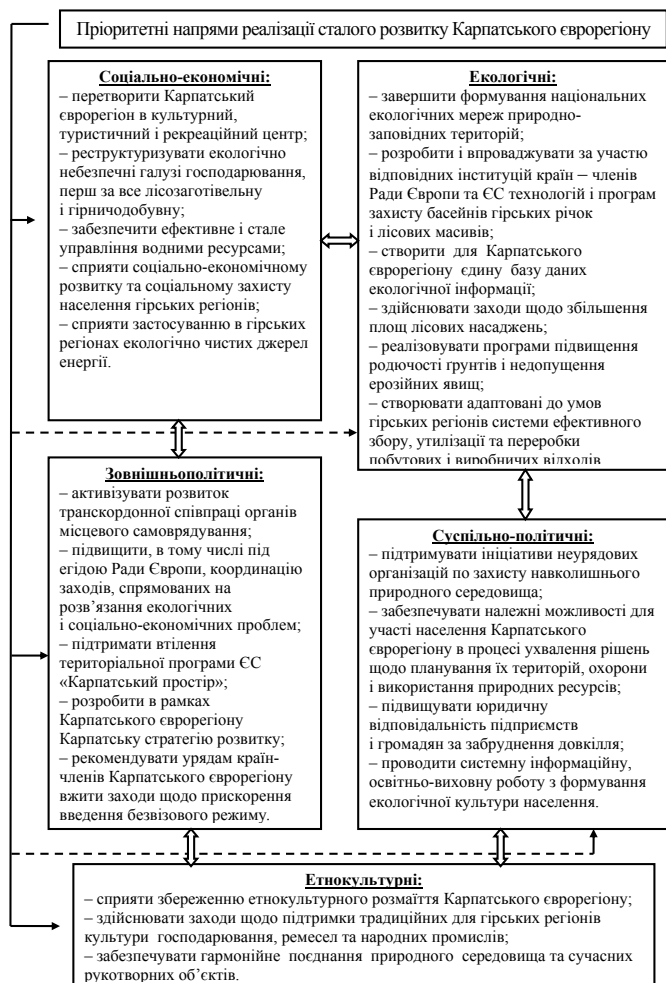 Пріоритетні напрями реалізації сталого розвитку Карпатського єврорегіону
Соціально-економічні:
– перетворити Карпатський
єврорегіон в культурний,
туристичний і рекреаційний центр;
– реструктуризувати екологічно
небезпечні галузі господарювання,
перш за все лісозаготівельну
і гірничодобувну;
– забезпечити ефективне і стале
управління водними ресурсами;
– сприяти соціально-економічному
розвитку та соціальному захисту
населення гірських регіонів;
– сприяти застосуванню в гірських
регіонах екологічно чистих джерел
енергії.
Екологічні:
– завершити формування національних
екологічних мереж природно-
заповідних територій;
– розробити і впроваджувати за участю
відповідних інституцій країн – членів
Ради Європи та ЄС технологій і програм
захисту басейнів гірських річок
і лісових масивів;
– створити для Карпатського
єврорегіону єдину базу даних
екологічної інформації;
– здійснювати заходи щодо збільшення
площ лісових насаджень;
– реалізовувати програми підвищення
родючості ґрунтів і недопущення
ерозійних явищ;
– створювати адаптовані до умов
гірських регіонів системи ефективного
збору, утилізації та переробки
побутових і виробничих відходів
Зовнішньополітичні:
– активізувати розвиток
транскордонної співпраці органів
місцевого самоврядування;
– підвищити, в тому числі під
егідою Ради Європи, координацію
заходів, спрямованих на
розв’язання екологічних
і соціально-економічних проблем;
– підтримати втілення
територіальної програми ЄС
«Карпатський простір»;
– розробити в рамках
Карпатського єврорегіону
Карпатську стратегію розвитку;
– рекомендувати урядам країн-
членів Карпатського єврорегіону
вжити заходи щодо прискорення
введення безвізового режиму.
Суспільно-політичні:
– підтримувати ініціативи неурядових
організацій по захисту навколишнього
природного середовища;
– забезпечувати належні можливості для
участі населення Карпатського
єврорегіону в процесі ухвалення рішень
щодо планування їх територій, охорони
і використання природних ресурсів;
– підвищувати юридичну
відповідальність підприємств
і громадян за забруднення довкілля;
– проводити системну інформаційну,
освітньо-виховну роботу з формування
екологічної культури населення.
Етнокультурні:
– сприяти збереженню етнокультурного розмаїття Карпатського єврорегіону;
– здійснювати заходи щодо підтримки традиційних для гірських регіонів
культури господарювання, ремесел та народних промислів;
– забезпечувати гармонійне поєднання природного середовища та сучасних
рукотворних об’єктів.